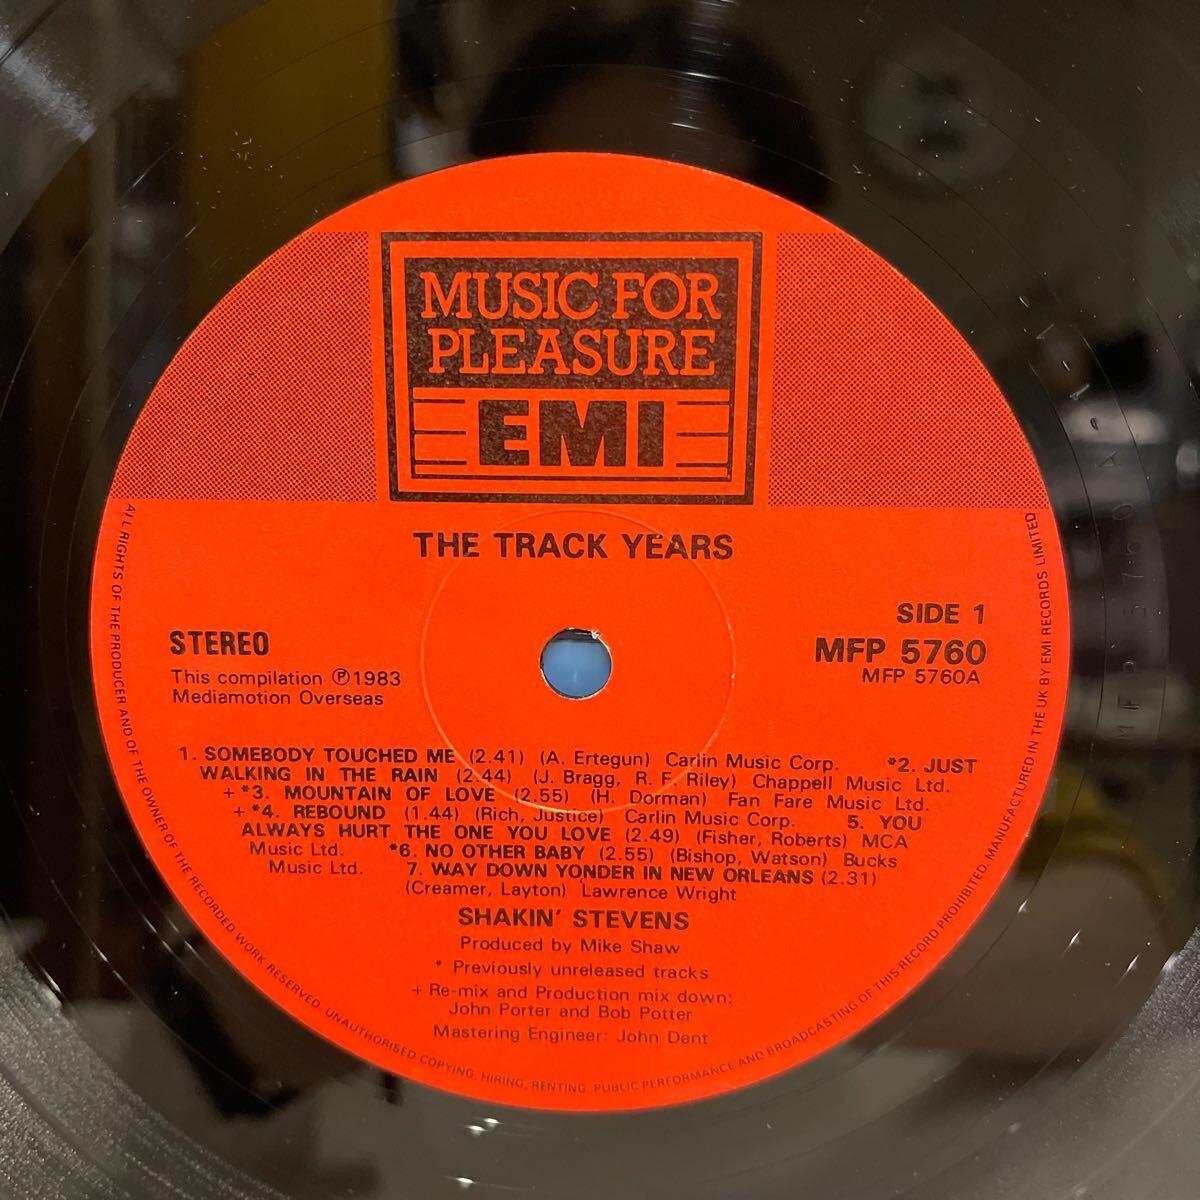 MUSIC FOR
PLEASURE
EMI
THE TRACK YEARS
SIDE 1
STEREO
MFP 5760
This compilation ℗1983
MFP 5760A
Mediamotion Overseas
1. SOMEBODY TOUCHED ME (2.41) (A. Ertegun) Carlin Music Corp. *2. JUST
WALKING IN THE RAIN (2.44) (J. Bragg, R. F. Riley) Chappell Music Ltd.
+*3. MOUNTAIN OF LOVE (2.55) (H. Dorman) Fan Fare Music Ltd.
+*4. REBOUND (1.44) (Rich, Justice) Carlin Music Corp. 5. YOU
ALWAYS HURT THE ONE YOU LOVE (2.49) (Fisher, Roberts) MCA
Music Ltd. *6. NO OTHER BABY (2.55) (Bishop, Watson) Bucks
Music Ltd. 7. WAY DOWN YONDER IN NEW ORLEANS (2.31)
(Creamer, Layton) Lawrence Wright
SHAKIN' STEVENS
Produced by Mike Shaw
* Previously unreleased tracks
+ Re-mix and Production mix down:
John Porter and Bob Potter
Mastering Engineer: John Dent
ALL RIGHTS OF THE PRODUCER AND OF THE OWNER OF THE RECORDED WORK RESERVED. UNAUTHORISED COPYING, HIRING, RENTING, PUBLIC PERFORMANCE AND BROADCASTING OF THIS RECORD PROHIBITED. MANUFACTURED IN THE UK BY EMI RECORDS LIMITED
MFP 5760 A